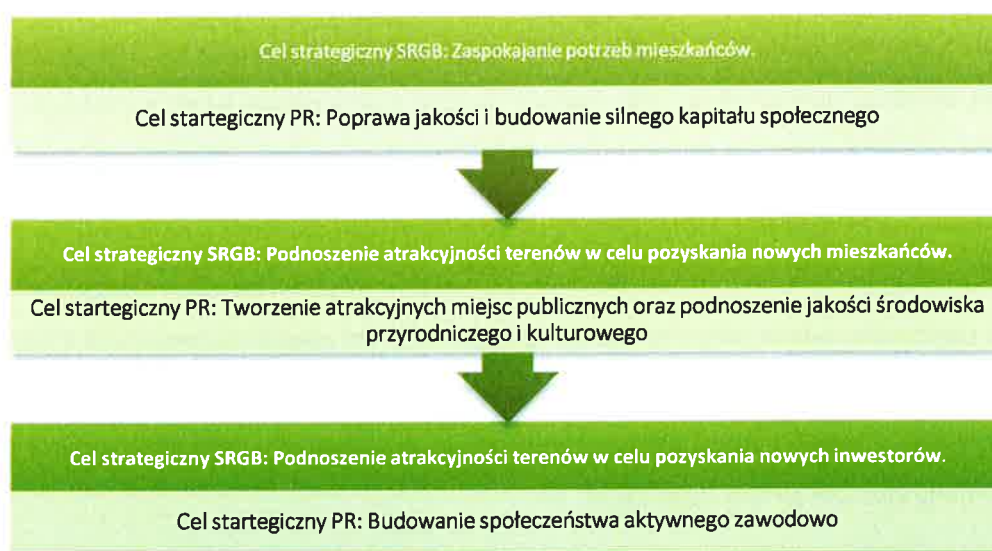 Cel strategiczny SRGB: Zaspokajanie potrzeb mieszkańców.
Cel startegiczny PR: Poprawa jakości i budowanie silnego kapitału społecznego
Cel strategiczny SRGB: Podnoszenie atrakcyjności terenów w celu pozyskania nowych mieszkańców.
Cel startegiczny PR: Tworzenie atrakcyjnych miejsc publicznych oraz podnoszenie jakości środowiska
przyrodniczego i kulturowego
Cel strategiczny SRGB: Podnoszenie atrakcyjności terenów w celu pozyskania nowych inwestorów.
Cel startegiczny PR: Budowanie społeczeństwa aktywnego zawodowo